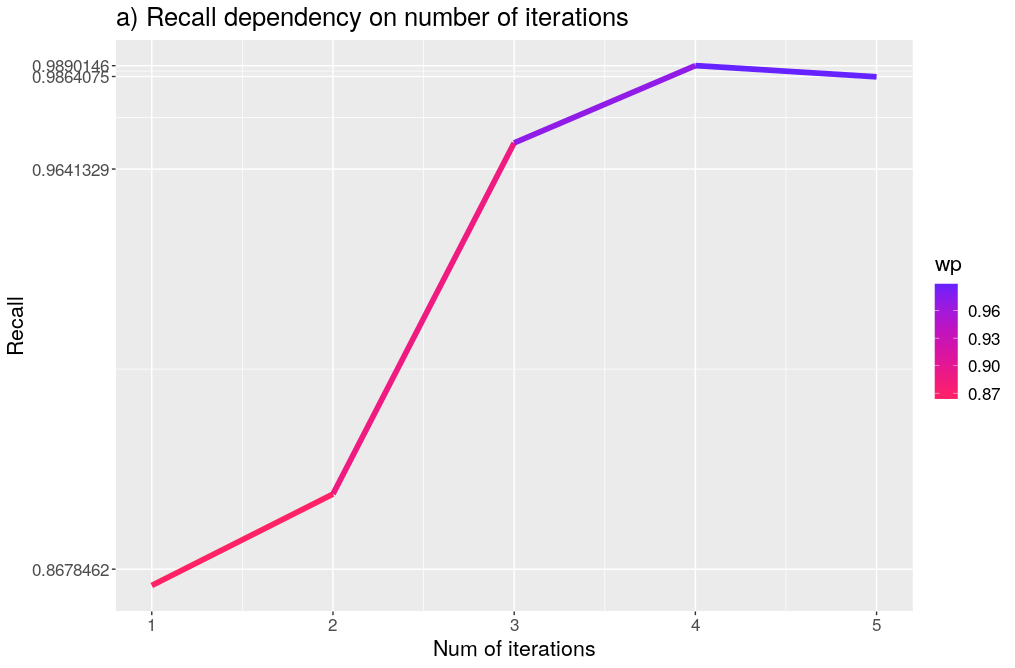 a) Recall dependency on number of iterations
0.9890146
0.9864075
0.9641329
0.8678462
Recall
1 2 3 4 5
Num of iterations
wp
0.96
0.93
0.90
0.87